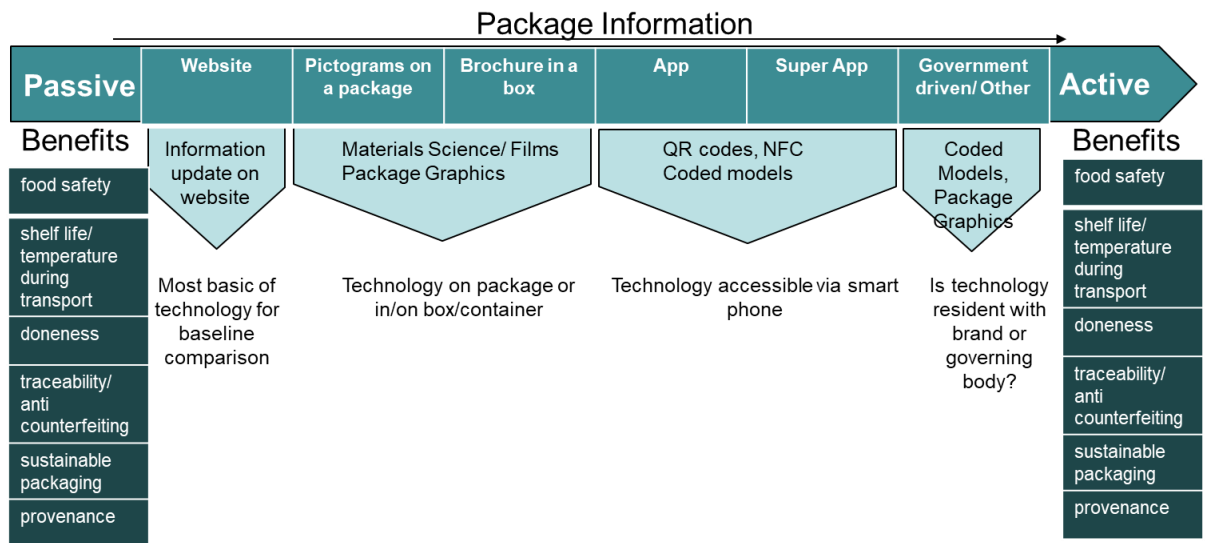 Package Information
Passive
Website
Pictograms on
a package
Brochure in a
box
App
Super App
Government
driven/ Other
Active
Benefits
food safety
shelf life/
temperature
during
transport
doneness
traceability/
anti
counterfeiting
sustainable
packaging
provenance
Information
update on
website
Most basic of
technology for
baseline
comparison
Materials Science/ Films
Package Graphics
Technology on package or
in/on box/container
QR codes, NFC
Coded models
Technology accessible via smart
phone
Coded
Models,
Package
Graphics
Is technology
resident with
brand or
governing
body?
Benefits
food safety
shelf life/
temperature
during
transport
doneness
traceability/
anti
counterfeiting
sustainable
packaging
provenance